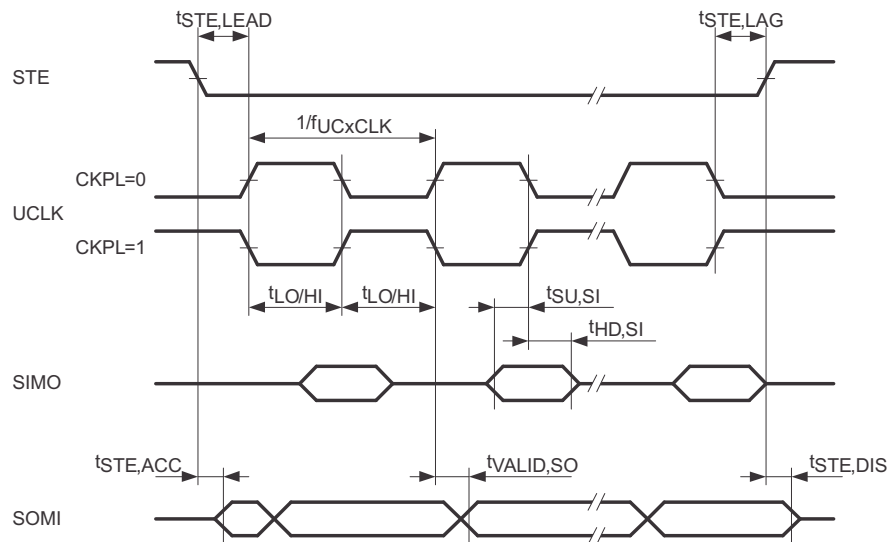 tSTE,LEAD
tSTE,LAG
STE
1/fUCxCLK
CKPL=0
UCLK
CKPL=1
tLO/HI
tLO/HI
tSU,SI
tHD,SI
SIMO
tSTE,ACC
tVALID,SO
tSTE,DIS
SOMI